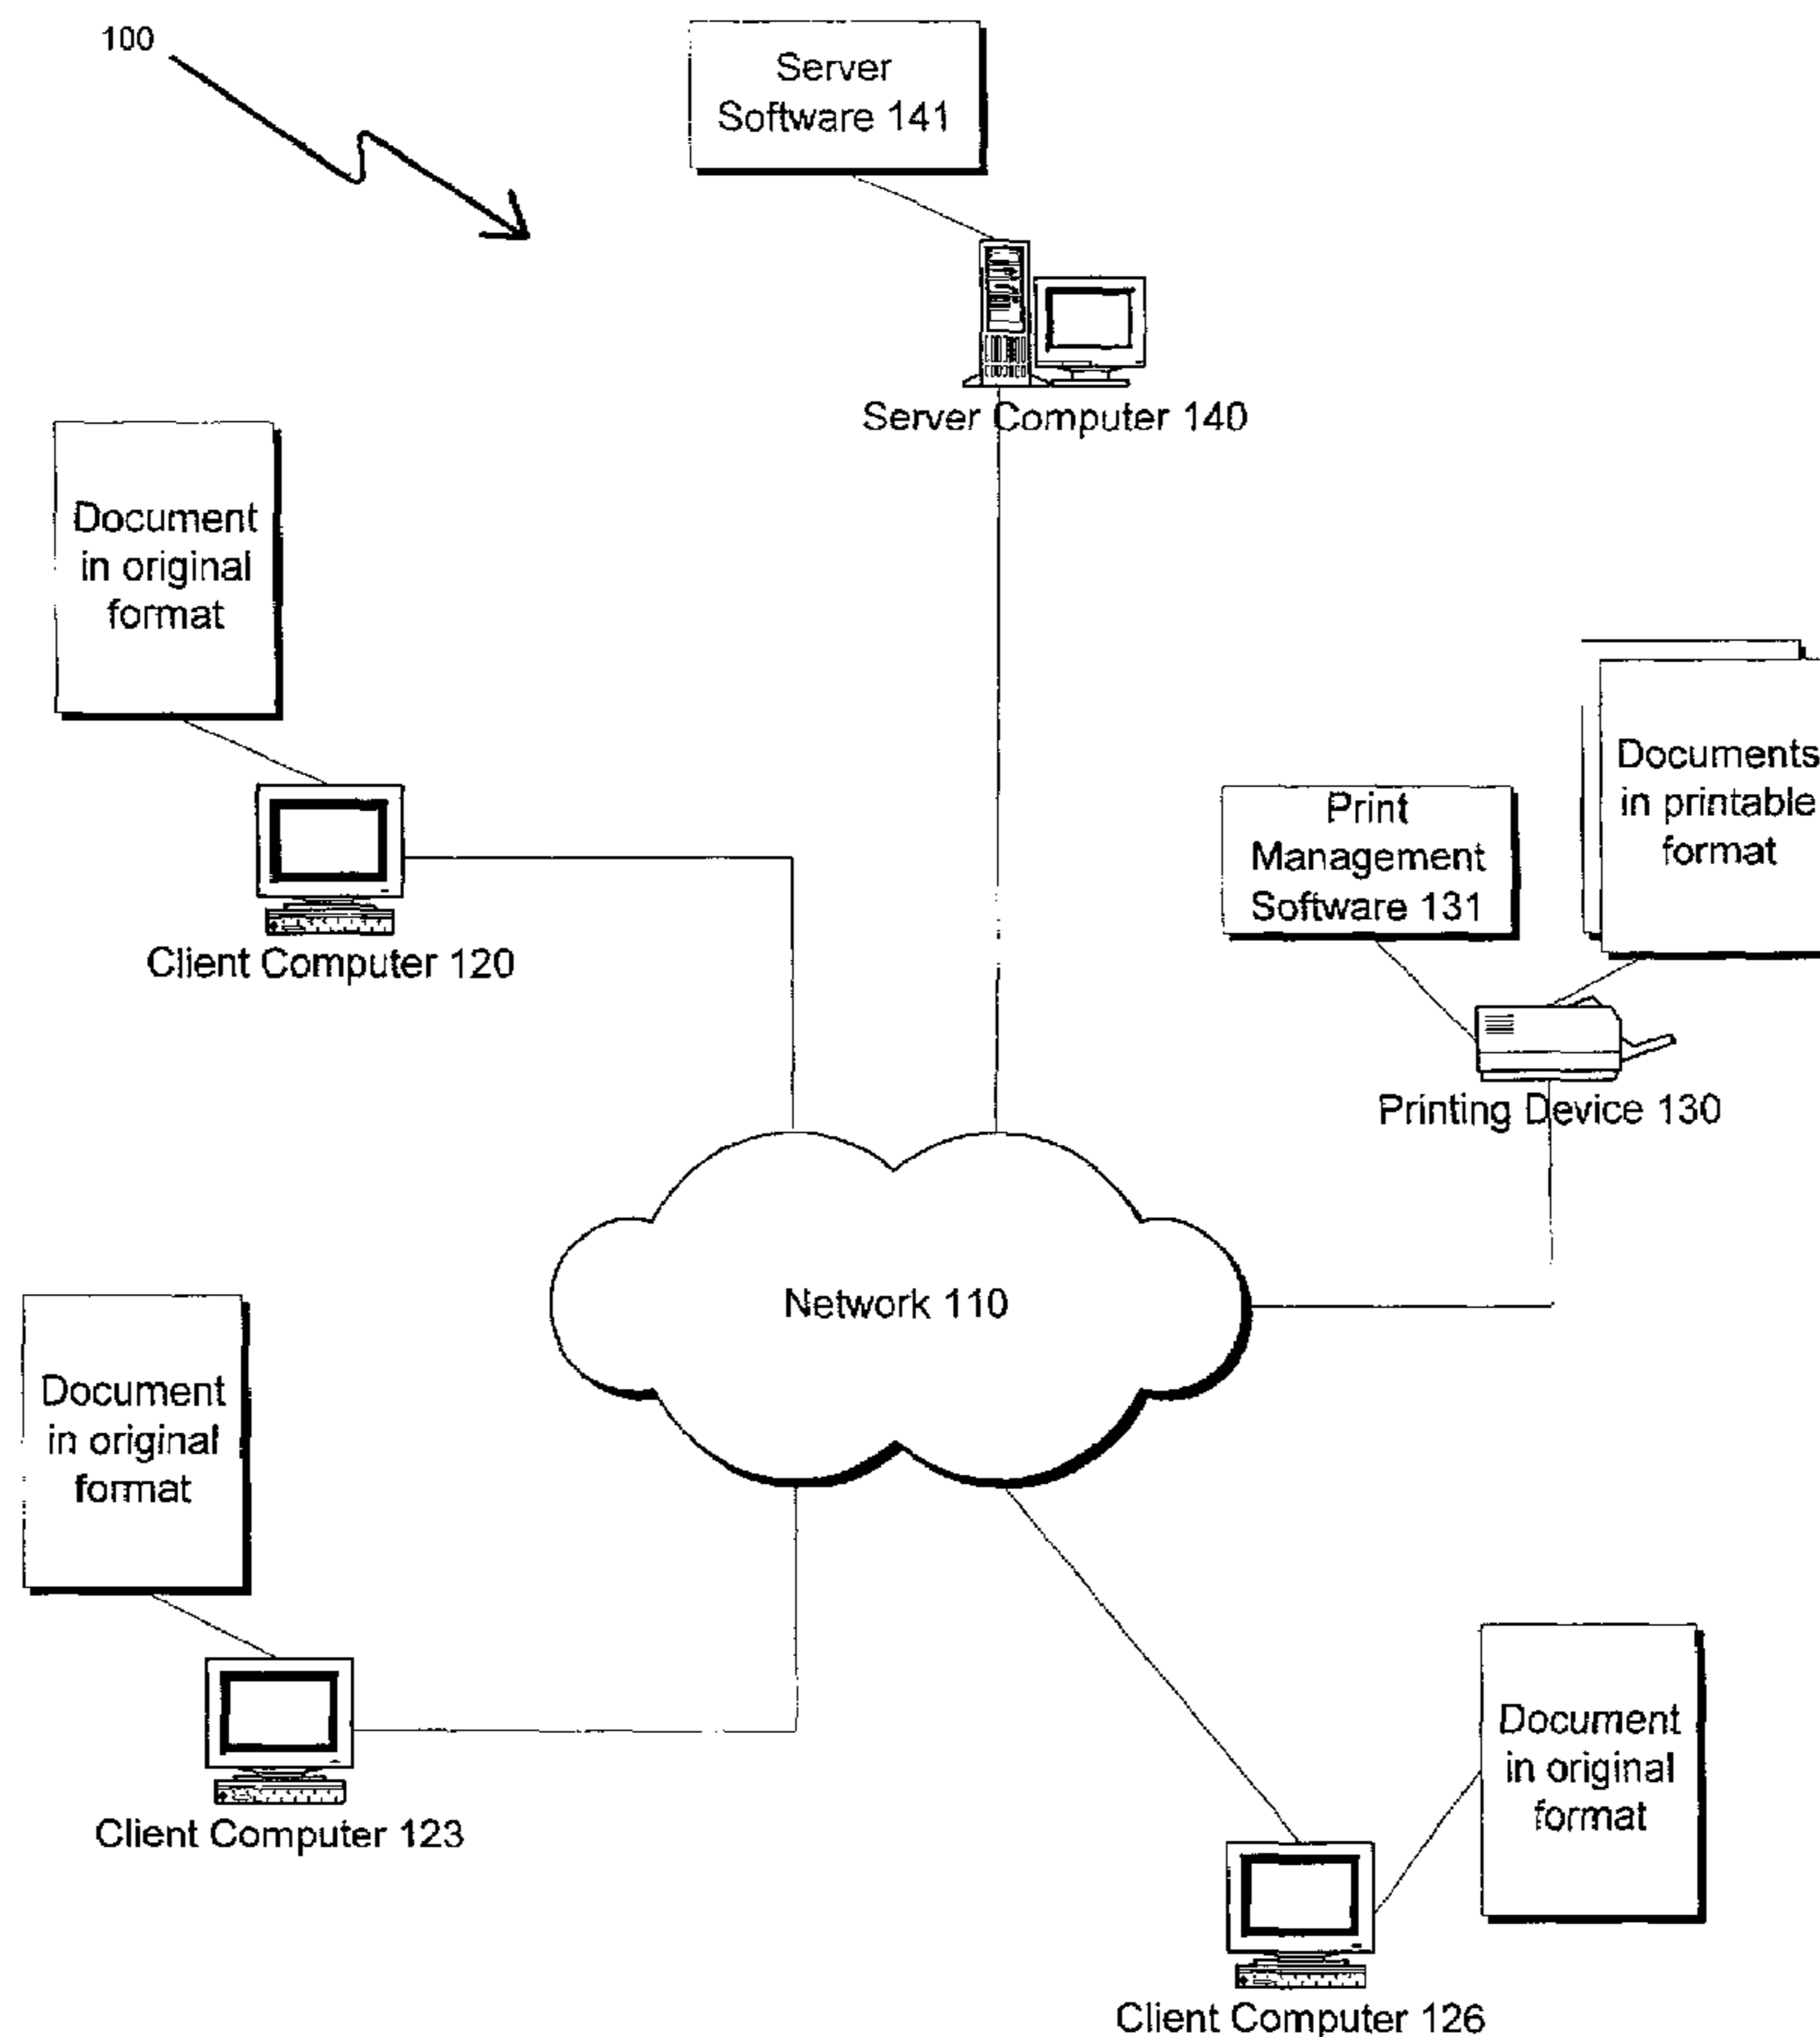 100
Server
Software 141
Server Computer 140
Document
in original
format
Client Computer 120
Documents
in printable
format
Print
Management
Software 131
Printing Device 130
Network 110
Document
in original
format
Client Computer 123
Document
in original
format
Client Computer 126